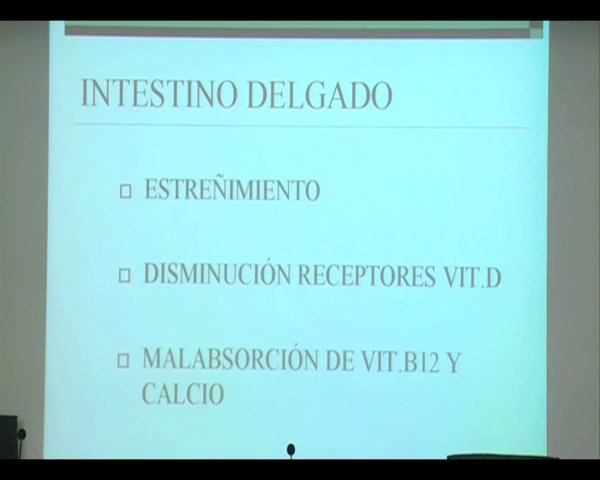 INTESTINO DELGADO
ESTREÑIMIENTO
DISMINUCIÓN RECEPTORES VIT.D
MALABSORCIÓN DE VIT.B12 Y
CALCIO